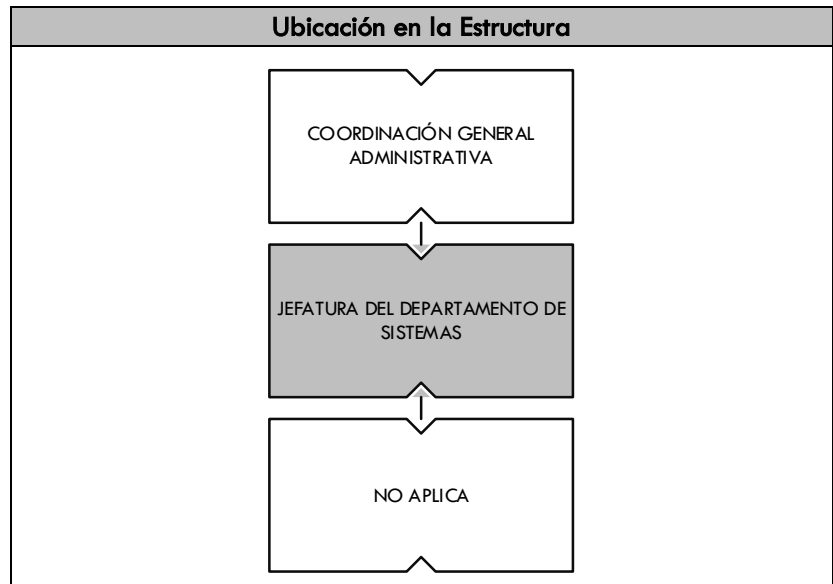 Ubicación en la Estructura
COORDINACIÓN GENERAL
ADMINISTRATIVA
JEFATURA DEL DEPARTAMENTO DE
SISTEMAS
NO APLICA